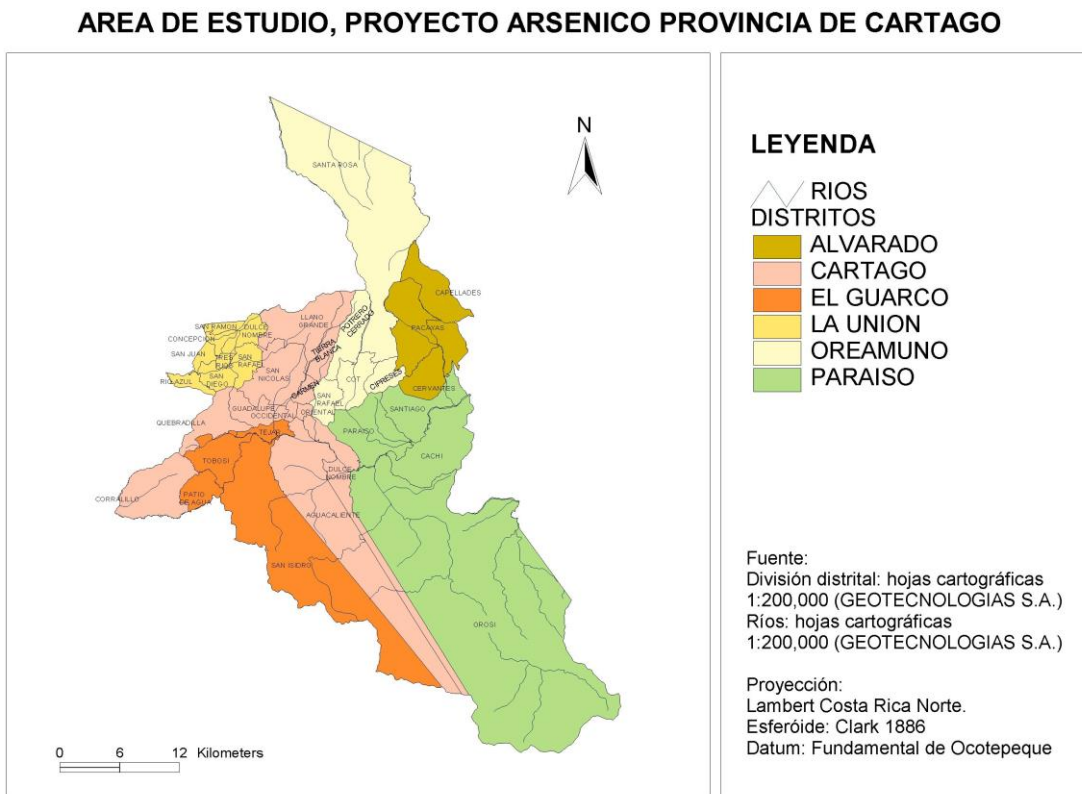 AREA DE ESTUDIO, PROYECTO ARSENICO PROVINCIA DE CARTAGO
N
SANTA ROSA
CAPELLADES
LLANO
GRANDE
POTRERO
CERRADO
PACAYAS
SAN RAMON
DULCE
NOMBRE
CONCEPCION
TIERRA
BLANCA
SAN JUAN
TRES
RIOS
SAN
RAFAEL
SAN
NICOLAS
COT
CIPRESES
RIO AZUL
SAN
DIEGO
CARMEN
CERVANTES
SAN
RAFAEL
GUADALUPE
OCCIDENTAL
ORIENTAL
SANTIAGO
QUEBRADILLA
TEJAR
PARAISO
TOBOSI
DULCE
NOMBRE
CACHI
CORRALILLO
PATIO
DE AGUA
AGUACALIENTE
SAN ISIDRO
OROSI
0 6 12 Kilometers
LEYENDA
RIOS
DISTRITOS
ALVARADO
CARTAGO
EL GUARCO
LA UNION
OREAMUNO
PARAISO
Fuente:
División distrital: hojas cartográficas
1:200,000 (GEOTECNOLOGIAS S.A.)
Ríos: hojas cartográficas
1:200,000 (GEOTECNOLOGIAS S.A.)
Proyección:
Lambert Costa Rica Norte.
Esferóide: Clark 1886
Datum: Fundamental de Ocotepeque